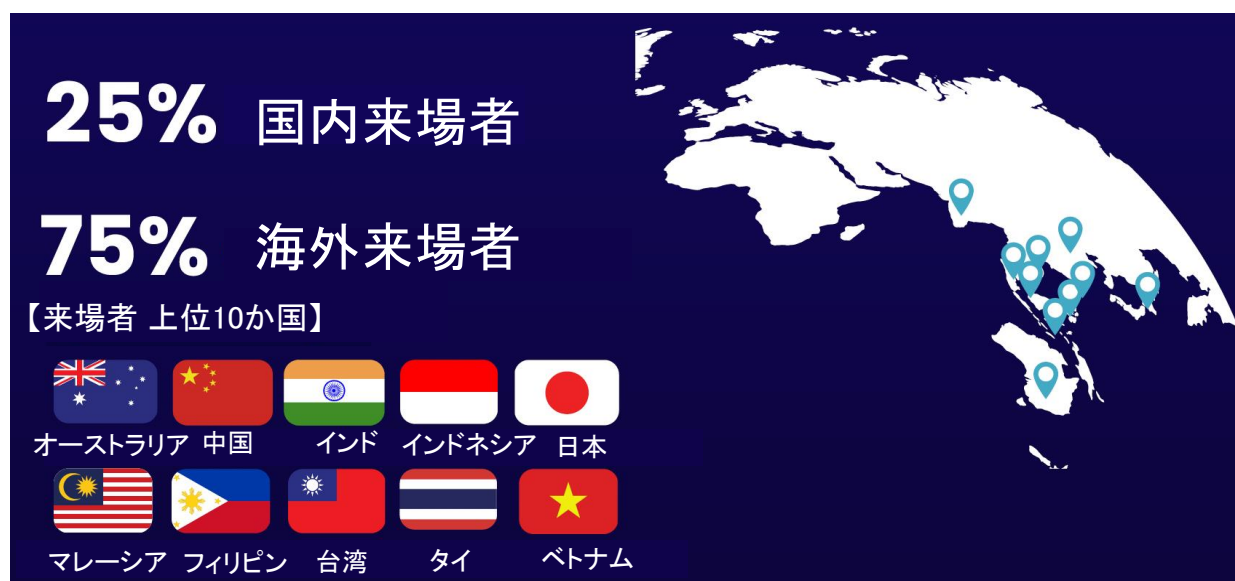 25% 国内来場者
75% 海外来場者
【来場者 上位10か国】
オーストラリア 中国 インド インドネシア 日本
マレーシア フィリピン 台湾 タイ ベトナム